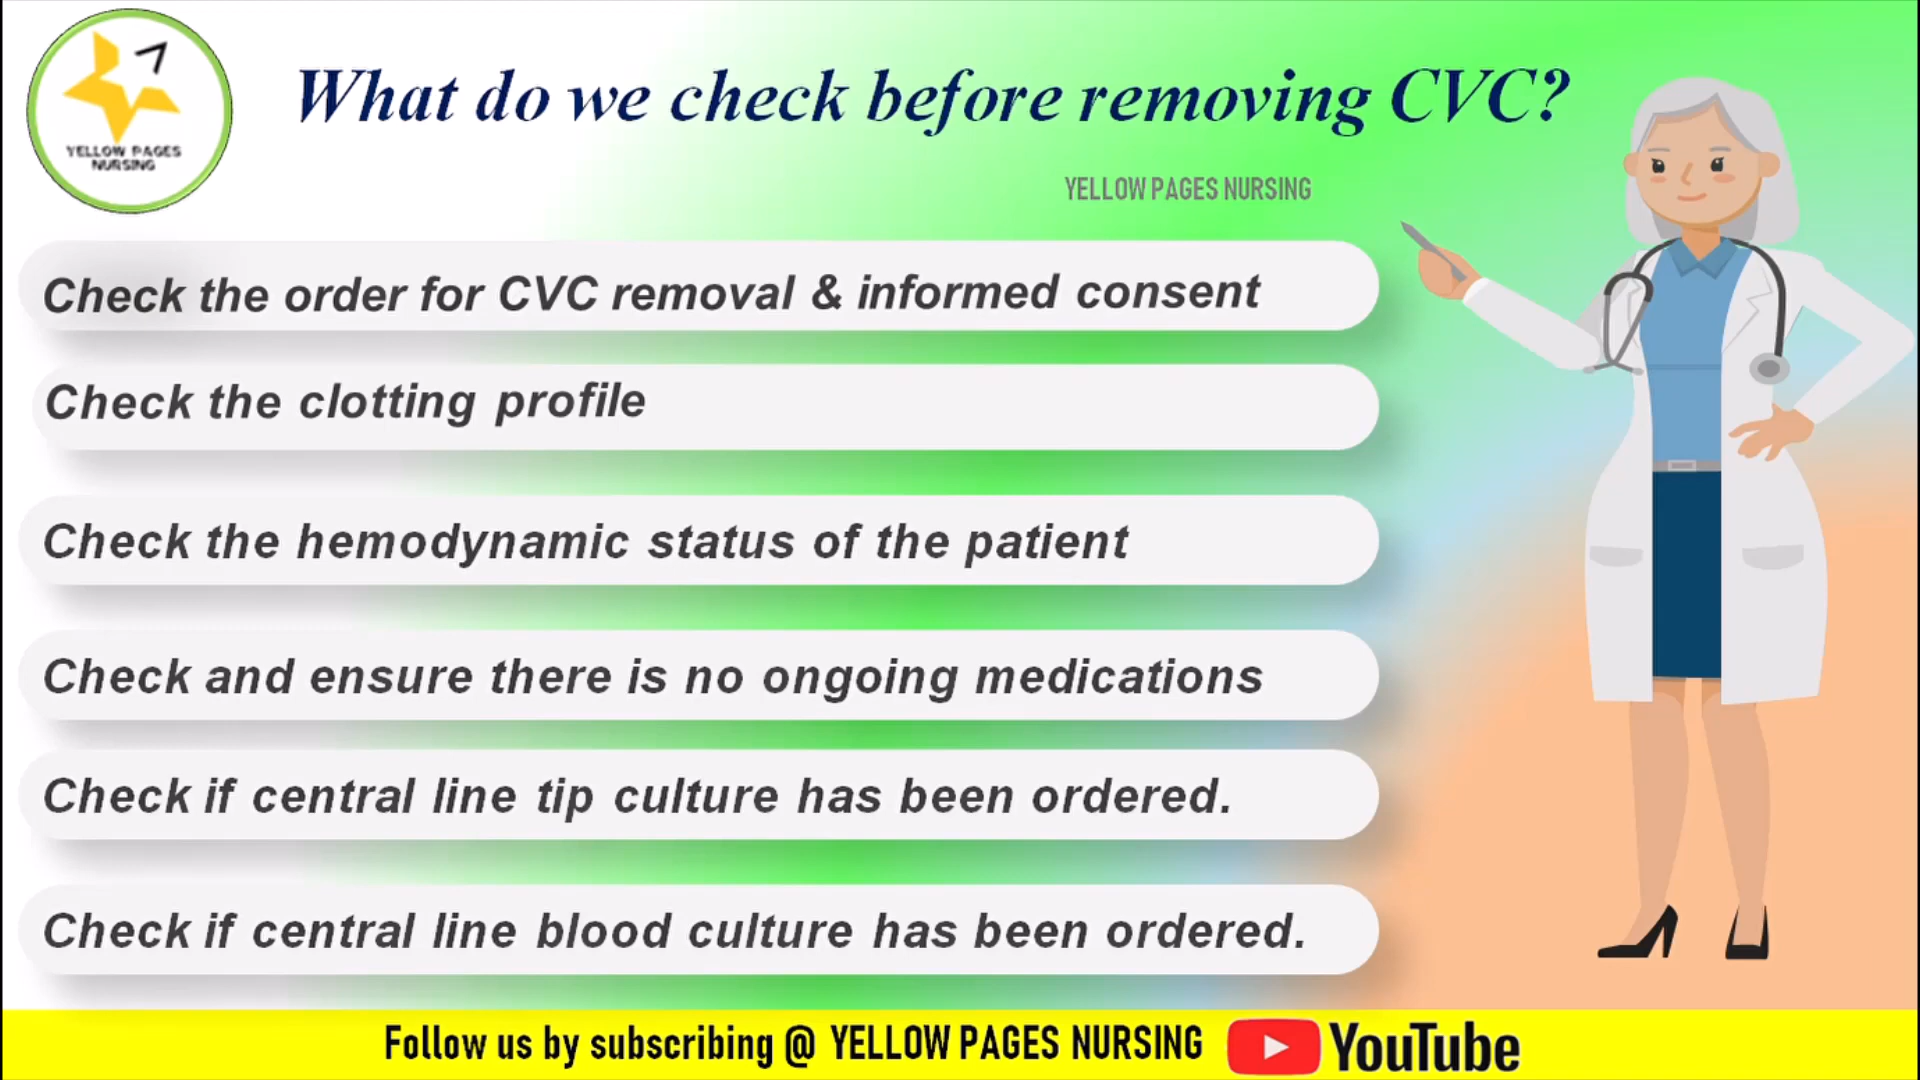 YELLOW PAGES
NURSING
What do we check before removing CVC?
YELLOW PAGES NURSING
Check the order for CVC removal & informed consent
Check the clotting profile
Check the hemodynamic status of the patient
Check and ensure there is no ongoing medications
Check if central line tip culture has been ordered.
Check if central line blood culture has been ordered.
Follow us by subscribing @ YELLOW PAGES NURSING YouTube